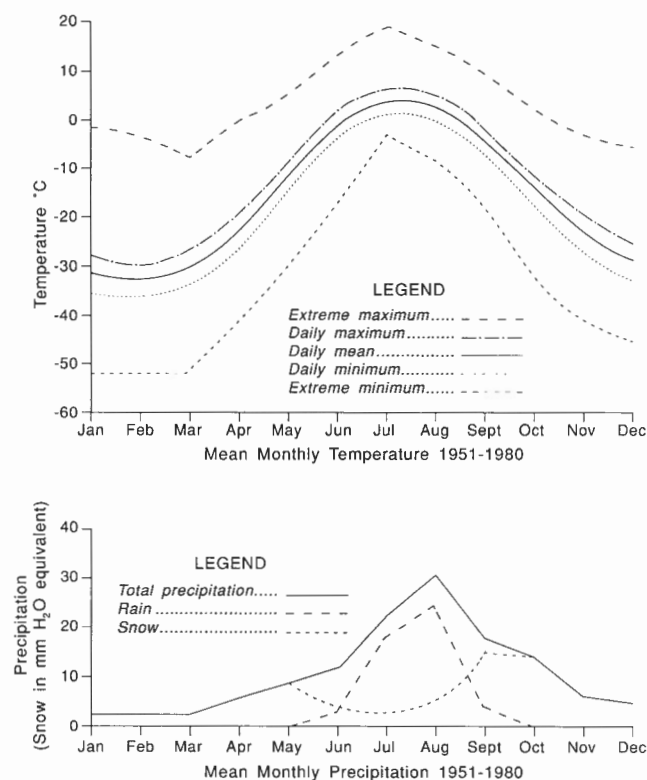 20
10
0
-10
-20
-30
-40
-50
-60
Temperature °C
LEGEND
Extreme maximum.....
Daily maximum.........
Daily mean...............
Daily minimum..........
Extreme minimum.....
Jan Feb Mar Apr May Jun Jul Aug Sept Oct Nov Dec
Mean Monthly Temperature 1951-1980
40
30
20
10
0
Precipitation
(Snow in mm H₂O equivalent)
LEGEND
Total precipitation....
Rain.......................
Snow......................
Jan Feb Mar Apr May Jun Jul Aug Sept Oct Nov Dec
Mean Monthly Precipitation 1951-1980